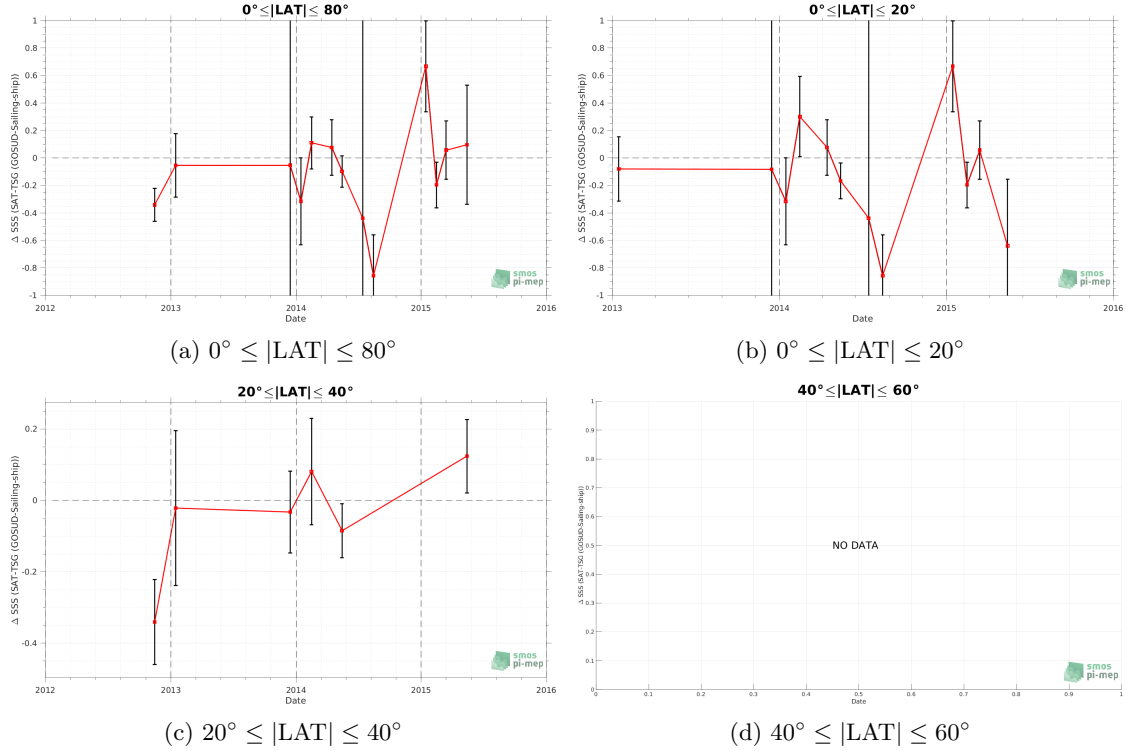 0°≤|LAT|≤ 80°
Δ SSS (SAT-TSG (GOSUD-Sailing-ship))
1
0.8
0.6
0.4
0.2
0
-0.2
-0.4
-0.6
-0.8
-1
2012 2013 2014 2015 2016
Date
smos
pi-mep
(a) 0° ≤ |LAT| ≤ 80°
0°≤|LAT|≤ 20°
Δ SSS (SAT-TSG (GOSUD-Sailing-ship))
1
0.8
0.6
0.4
0.2
0
-0.2
-0.4
-0.6
-0.8
-1
2013 2014 2015 2016
Date
smos
pi-mep
(b) 0° ≤ |LAT| ≤ 20°
20°≤|LAT|≤ 40°
Δ SSS (SAT-TSG (GOSUD-Sailing-ship))
0.2
0
-0.2
-0.4
2012 2013 2014 2015 2016
Date
smos
pi-mep
(c) 20° ≤ |LAT| ≤ 40°
40°≤|LAT|≤ 60°
Δ SSS (SAT-TSG (GOSUD-Sailing-ship))
1
0.9
0.8
0.7
0.6
0.5
0.4
0.3
0.2
0.1
0
NO DATA
0 0.1 0.2 0.3 0.4 0.5 0.6 0.7 0.8 0.9 1
Date
smos
pi-mep
(d) 40° ≤ |LAT| ≤ 60°